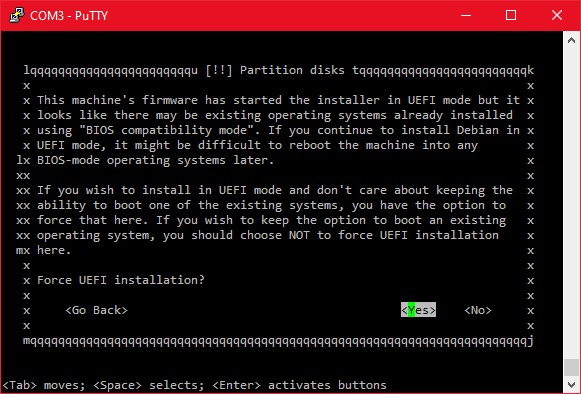 COM3 - PuTTY
lqqqqqqqqqqqqqqqqqqqqqqqu [!!] Partition disks tqqqqqqqqqqqqqqqqqqqqqqqqk
x x
x This machine's firmware has started the installer in UEFI mode but it x
x looks like there may be existing operating systems already installed x
x using "BIOS compatibility mode". If you continue to install Debian in x
x UEFI mode, it might be difficult to reboot the machine into any x
lx BIOS-mode operating systems later. x
xx x
xx If you wish to install in UEFI mode and don't care about keeping the x
xx ability to boot one of the existing systems, you have the option to x
xx force that here. If you wish to keep the option to boot an existing x
xx operating system, you should choose NOT to force UEFI installation x
mx here. x
x x
x Force UEFI installation? x
x x
x <Go Back> <Yes> <No> x
x x
mqqqqqqqqqqqqqqqqqqqqqqqqqqqqqqqqqqqqqqqqqqqqqqqqqqqqqqqqqqqqqqqqqqqqqqqj
<Tab> moves; <Space> selects; <Enter> activates buttons